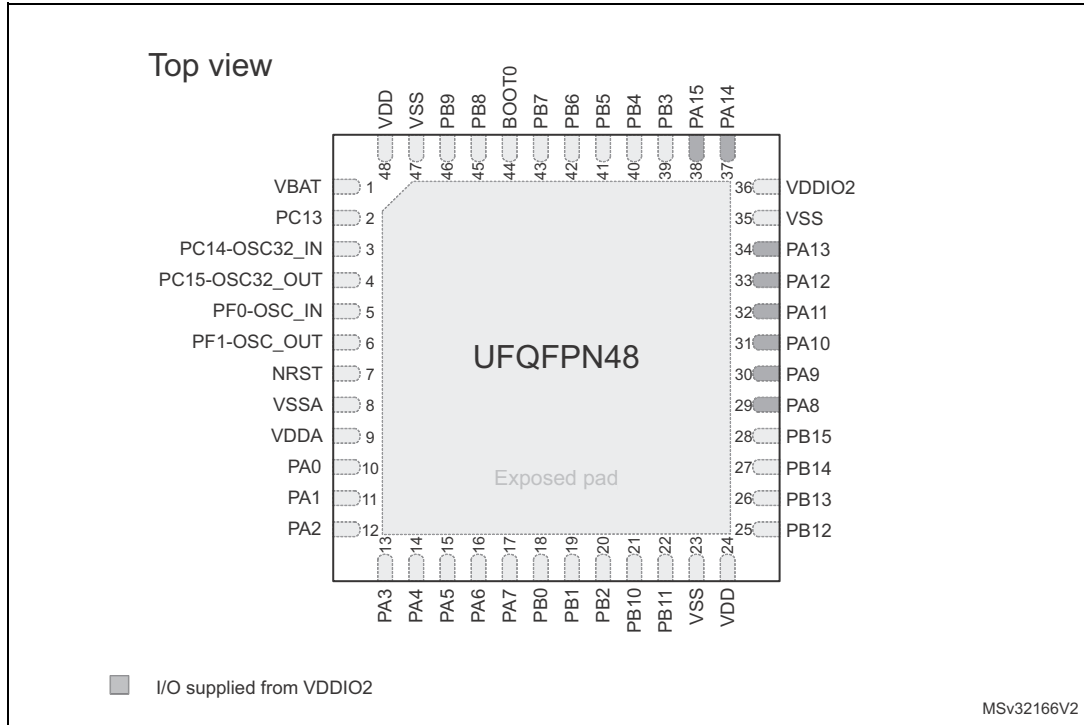 Top view
48 VDD
47 VSS
46 PB9
45 PB8
44 BOOT0
43 PB7
42 PB6
41 PB5
40 PB4
39 PB3
38 PA15
37 PA14
VBAT 1
PC13 2
PC14-OSC32_IN 3
PC15-OSC32_OUT 4
PF0-OSC_IN 5
PF1-OSC_OUT 6
NRST 7
VSSA 8
VDDA 9
PA0 10
PA1 11
PA2 12
36 VDDIO2
35 VSS
34 PA13
33 PA12
32 PA11
31 PA10
30 PA9
29 PA8
28 PB15
27 PB14
26 PB13
25 PB12
UFQFPN48
Exposed pad
PA3 13
PA4 14
PA5 15
PA6 16
PA7 17
PB0 18
PB1 19
PB2 20
PB10 21
PB11 22
VSS 23
VDD 24
I/O supplied from VDDIO2
MSv32166V2